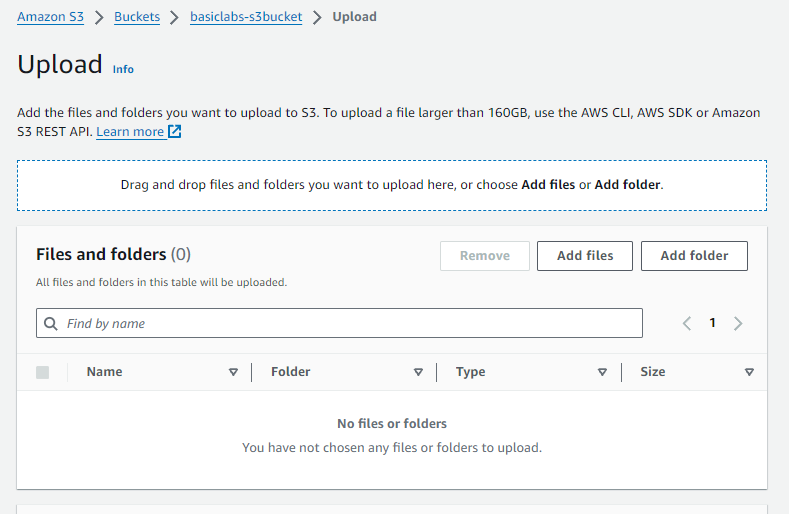 Amazon S3 > Buckets > basiclabs-s3bucket > Upload
Upload Info
Add the files and folders you want to upload to S3. To upload a file larger than 160GB, use the AWS CLI, AWS SDK or Amazon
S3 REST API. Learn more
Drag and drop files and folders you want to upload here, or choose Add files or Add folder.
Files and folders (0)
Remove Add files Add folder
All files and folders in this table will be uploaded.
Find by name
1
Name Folder Type Size
No files or folders
You have not chosen any files or folders to upload.